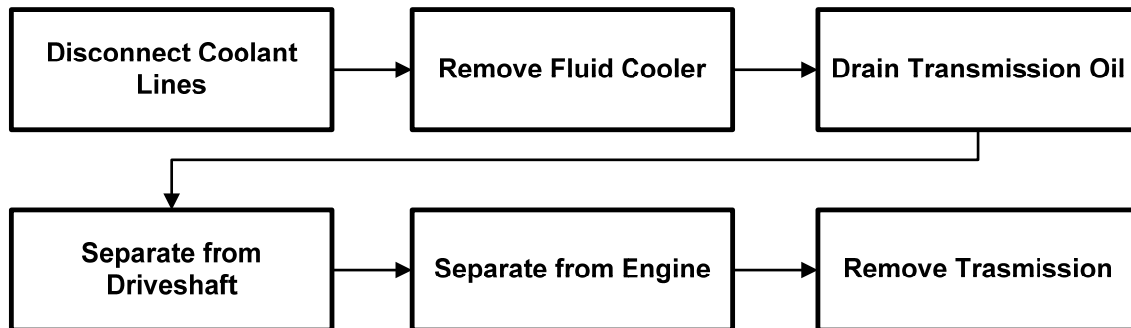 Disconnect Coolant
Lines
Remove Fluid Cooler
Drain Transmission Oil
Separate from
Driveshaft
Separate from Engine
Remove Trasmission